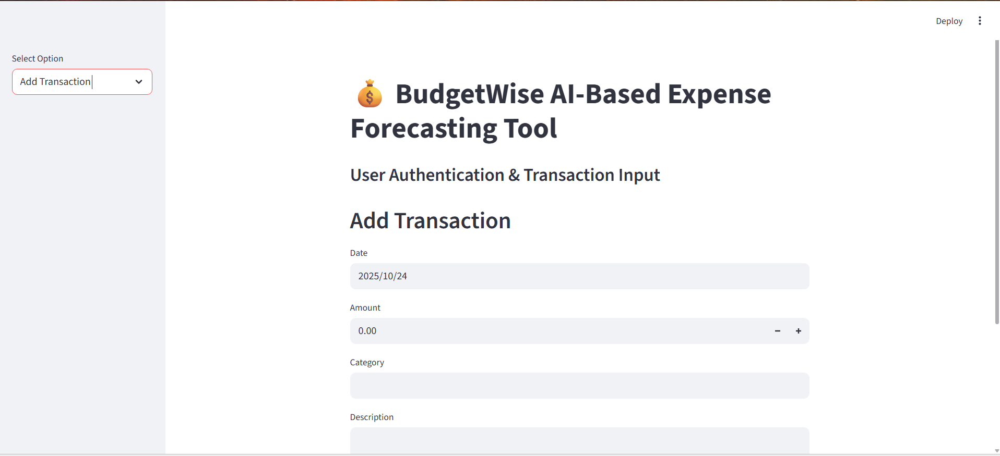 Deploy
Select Option
Add Transaction
💰 BudgetWise AI-Based Expense
Forecasting Tool
User Authentication & Transaction Input
Add Transaction
Date
2025/10/24
Amount
0.00
Category
Description